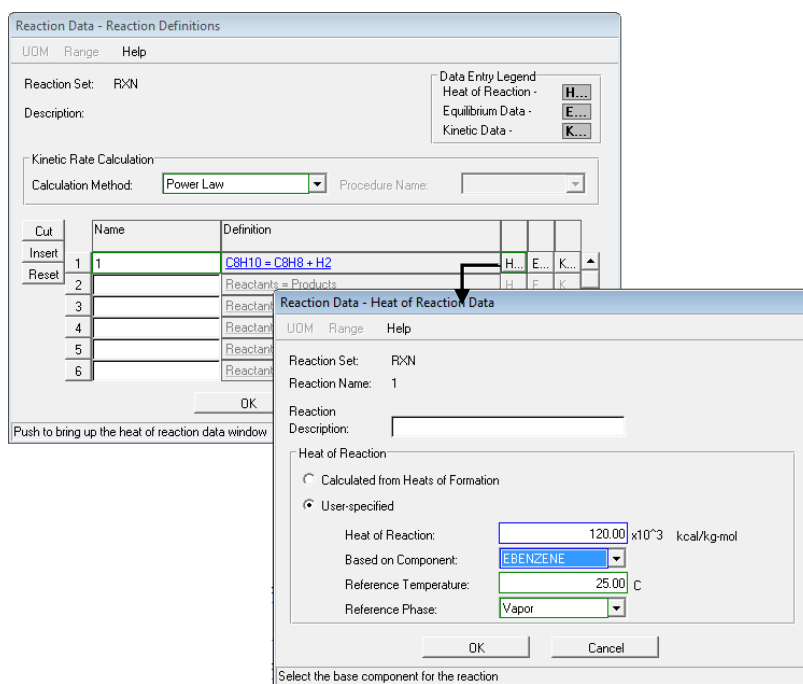 Reaction Data - Reaction Definitions
UOM Range Help
Reaction Set: RXN
Description:
Data Entry Legend
Heat of Reaction - H...
Equilibrium Data - E...
Kinetic Data - K...
Kinetic Rate Calculation
Calculation Method: Power Law Procedure Name:
Cut
Insert
Reset
Name Definition
1 1 C8H10 = C8H8 + H2 H... E... K...
2 Reactants = Products H E K
3 Reactant
4 Reactant
5 Reactant
6 Reactant
OK
Push to bring up the heat of reaction data window
Reaction Data - Heat of Reaction Data
UOM Range Help
Reaction Set: RXN
Reaction Name: 1
Reaction
Description:
Heat of Reaction
Calculated from Heats of Formation
User-specified
Heat of Reaction: 120.00 x10^3 kcal/kg-mol
Based on Component: EBENZENE
Reference Temperature: 25.00 C
Reference Phase: Vapor
OK Cancel
Select the base component for the reaction